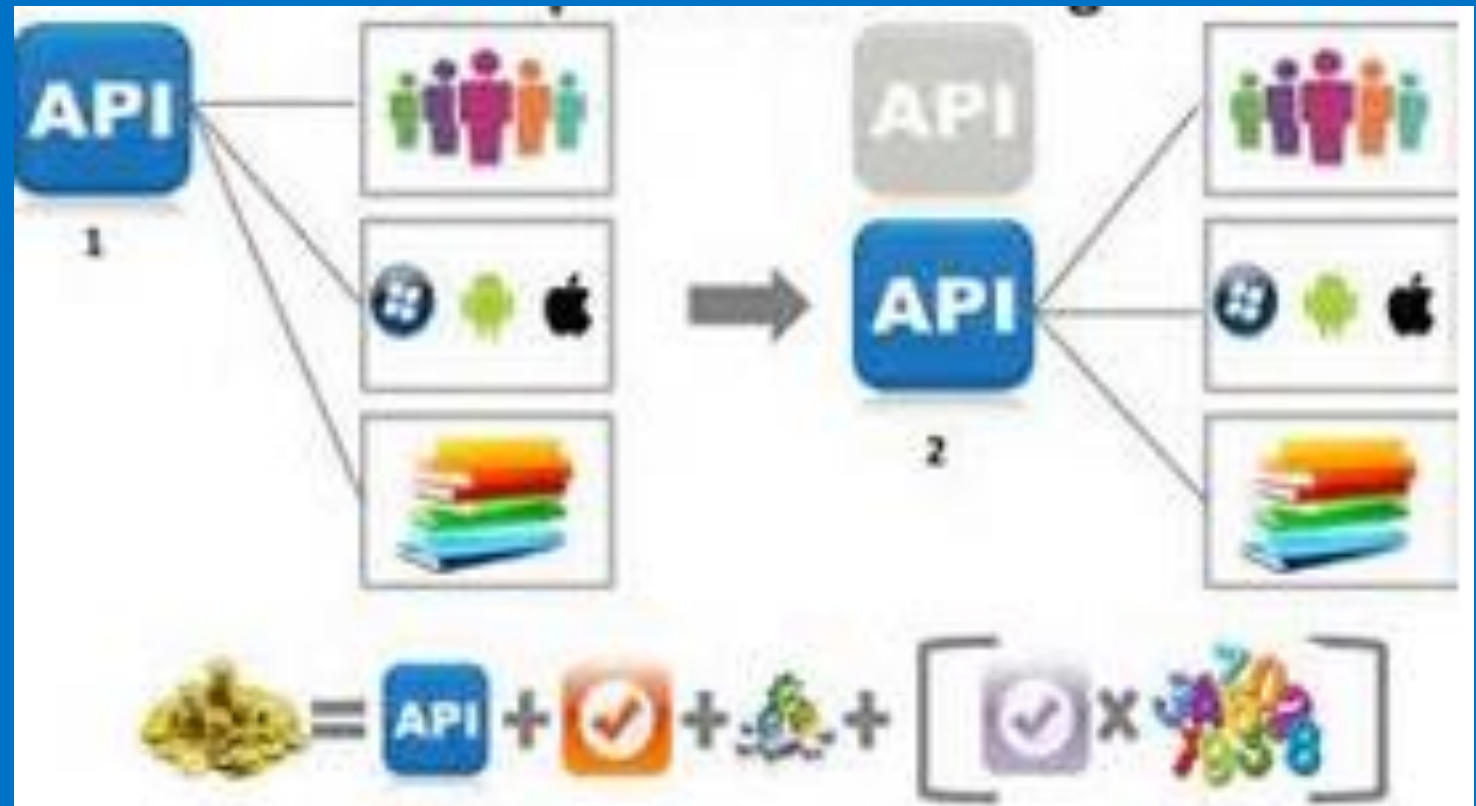 API
API
1
API
2
= API + + + [ X ]